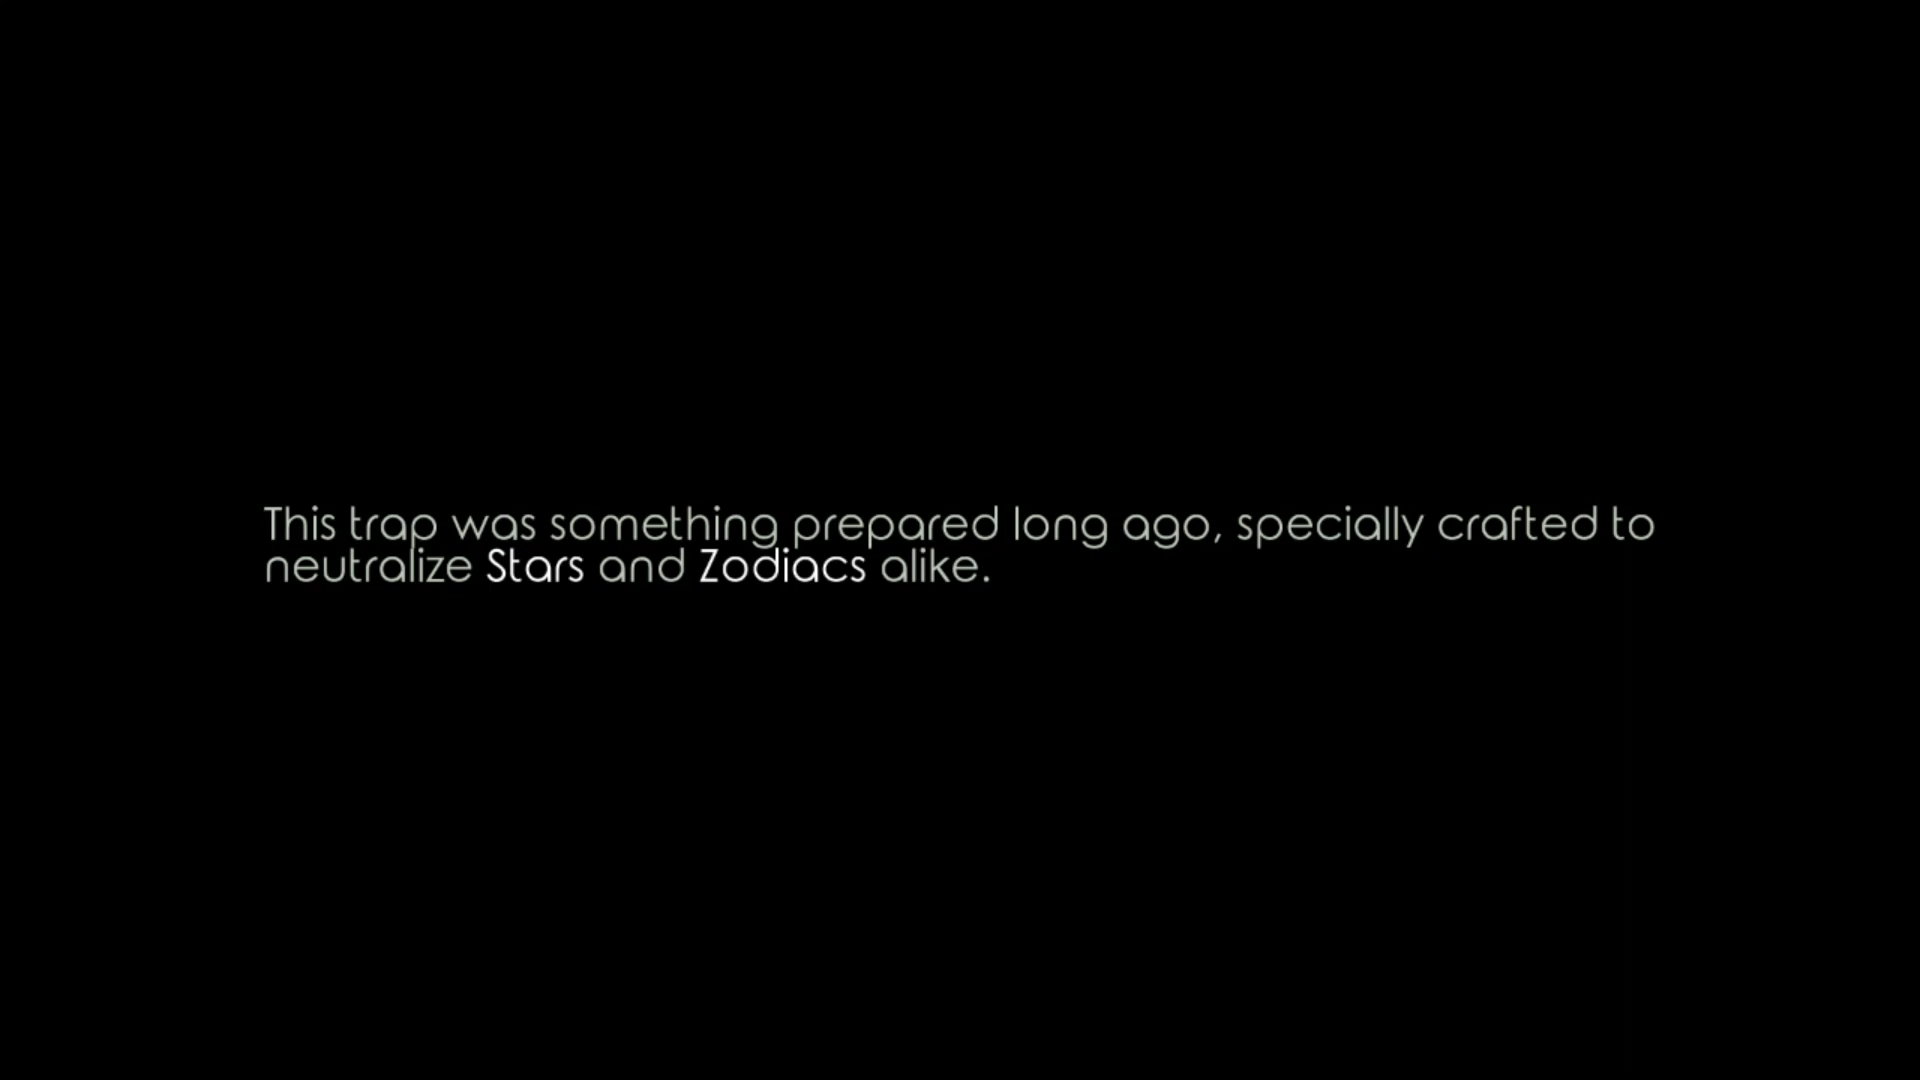 This trap was something prepared long ago, specially crafted to
neutralize Stars and Zodiacs alike.